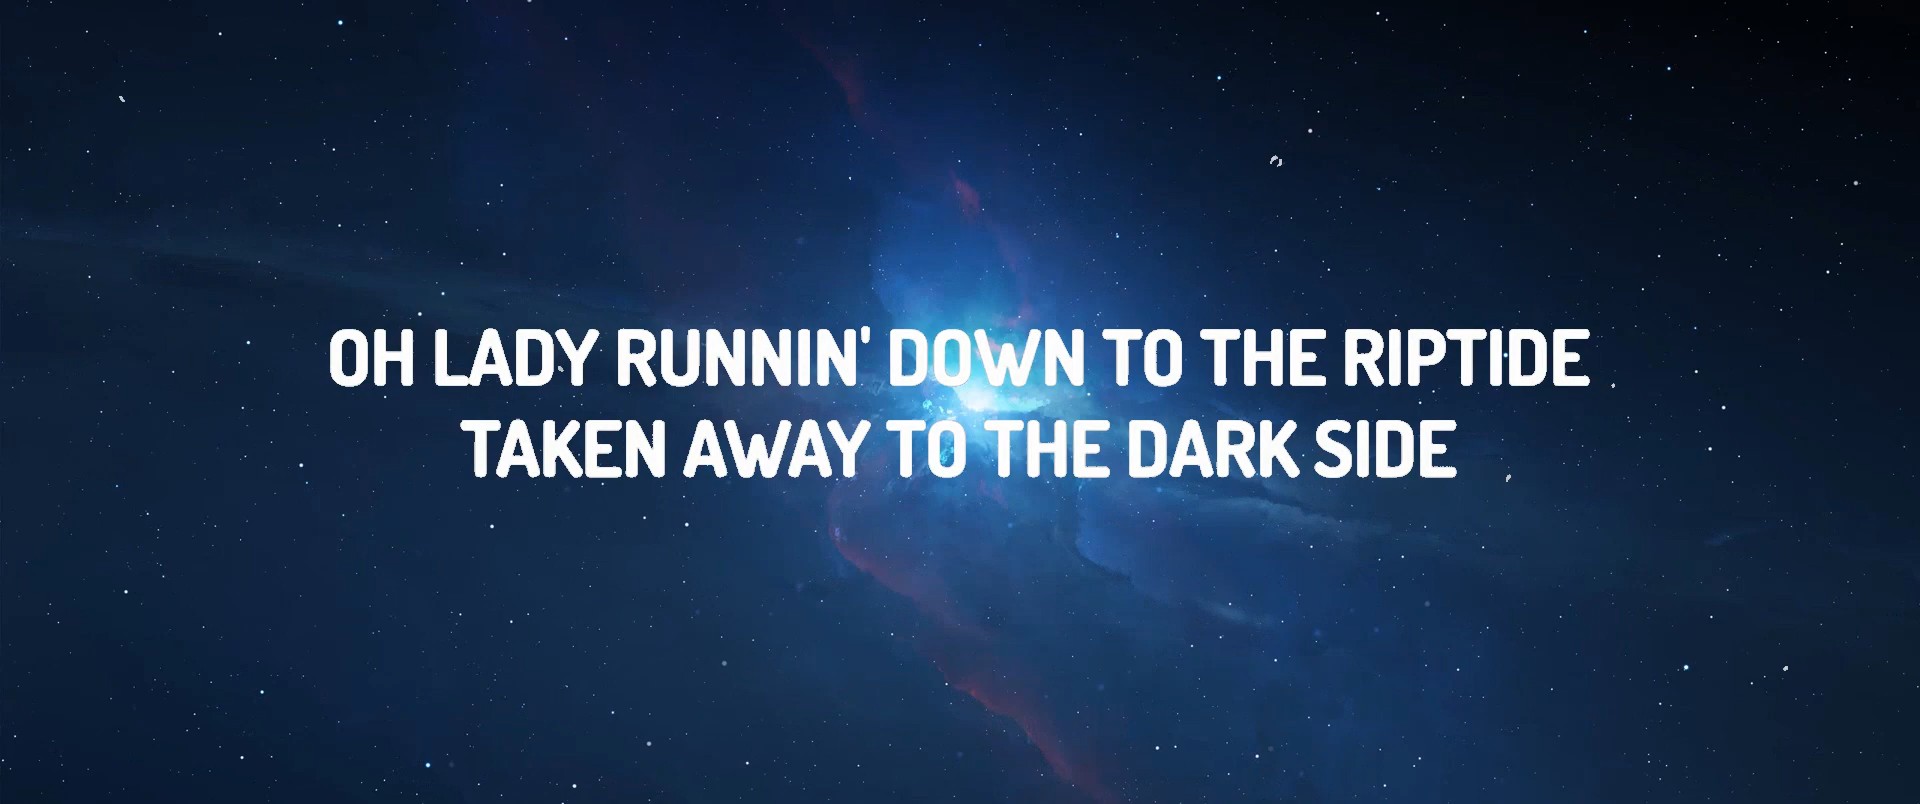 OH LADY RUNNIN' DOWN TO THE RIPTIDE
TAKEN AWAY TO THE DARK SIDE